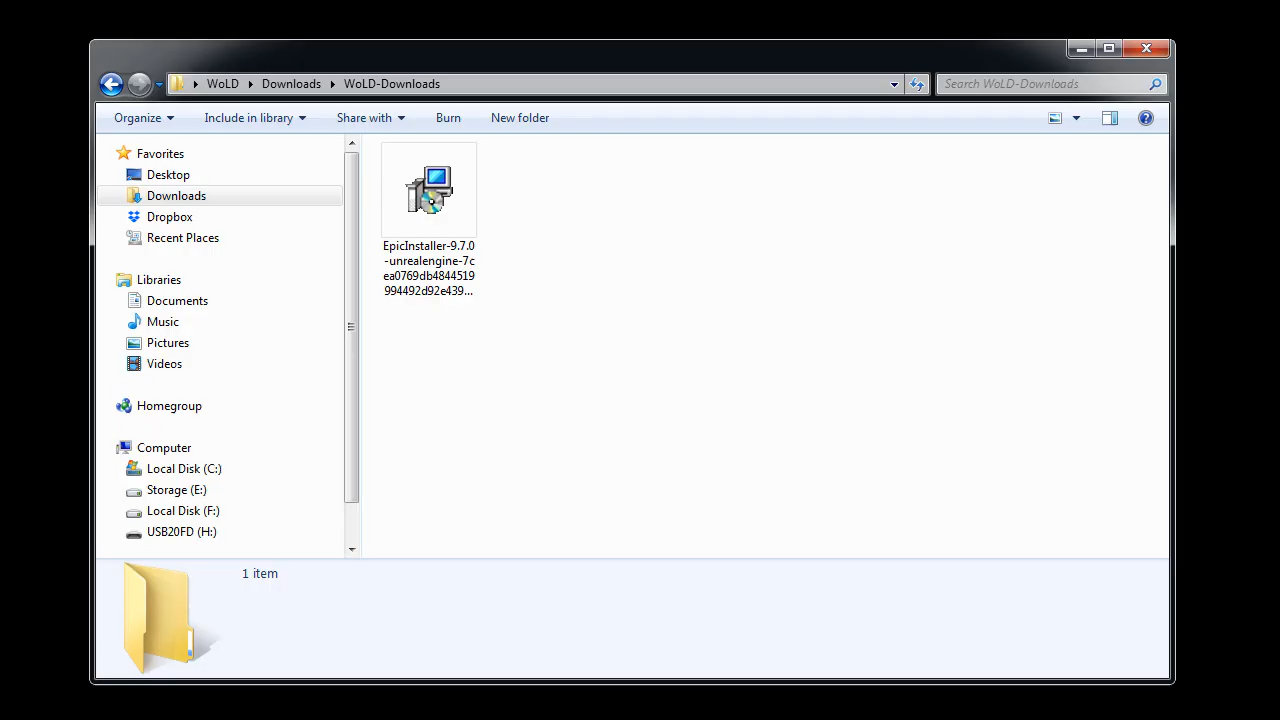 WoLD Downloads WoLD-Downloads Search WoLD-Downloads
Organize Include in library Share with Burn New folder
Favorites
Desktop
Downloads
Dropbox
Recent Places
Libraries
Documents
Music
Pictures
Videos
Homegroup
Computer
Local Disk (C:)
Storage (E:)
Local Disk (F:)
USB20FD (H:)
EpicInstaller-9.7.0
-unrealengine-7c
ea0769db4844519
994492d92e439...
1 item